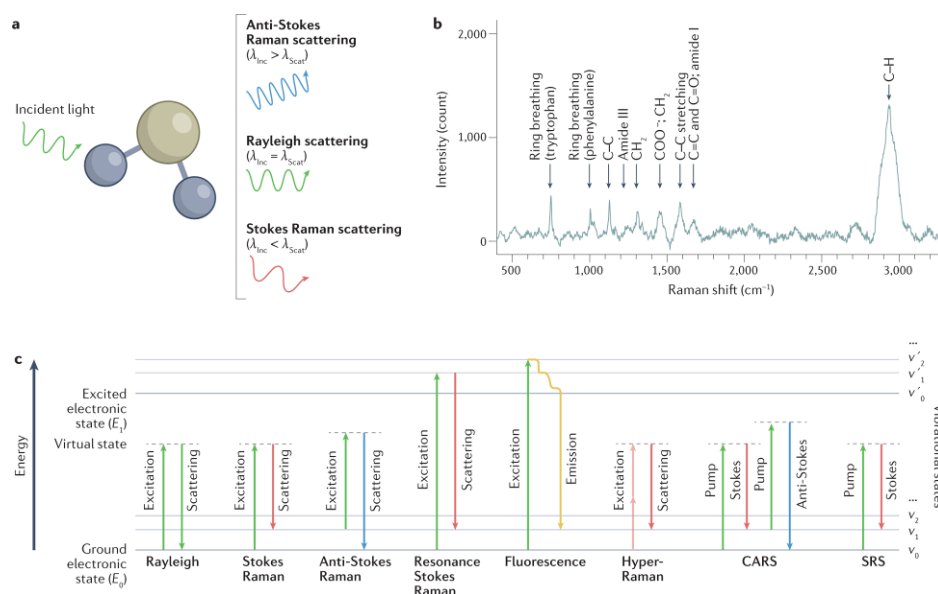 a
Incident light
Anti-Stokes
Raman scattering
(λInc > λScat)
Rayleigh scattering
(λInc = λScat)
Stokes Raman scattering
(λInc < λScat)
b
Intensity (count)
2,000
1,000
0
Ring breathing
(tryptophan)
Ring breathing
(phenylalanine)
C–C
Amide III
CH2
COO–; CH2
C–C stretching
C=C and C=O; amide I
C–H
500
1,000
1,500
2,000
2,500
3,000
Raman shift (cm–1)
c
Energy
Excited
electronic
state (E1)
Virtual state
Ground
electronic
state (E0)
Excitation
Scattering
Rayleigh
Excitation
Scattering
Stokes
Raman
Excitation
Scattering
Anti-Stokes
Raman
Excitation
Scattering
Resonance
Stokes
Raman
Excitation
Emission
Fluorescence
Excitation
Scattering
Hyper-
Raman
Pump
Stokes
Pump
Anti-Stokes
CARS
Pump
Stokes
SRS
...
v′2
v′1
v′0
...
v2
v1
v0
Vibrational states